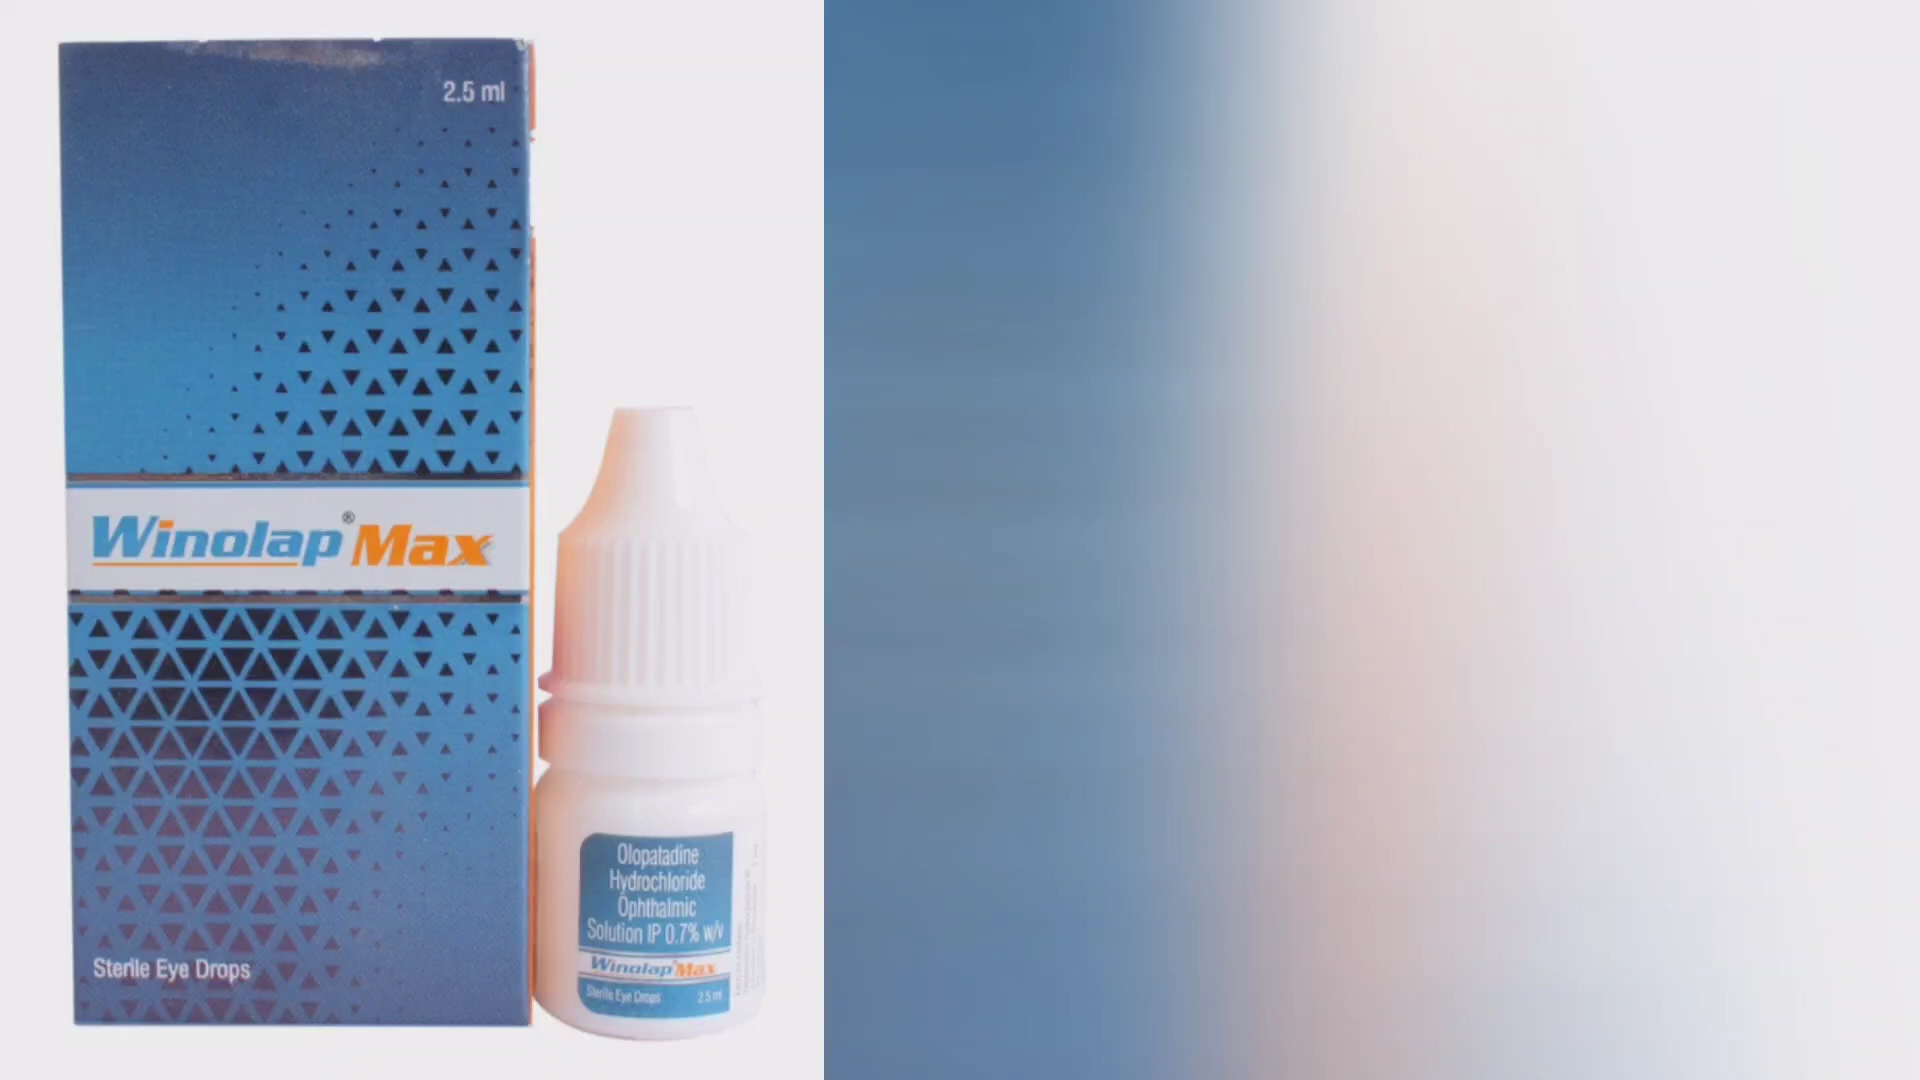 2.5 ml
Winolap® Max
Sterile Eye Drops
Olopatadine
Hydrochloride
Ophthalmic
Solution IP 0.7% w/v
Winolap® Max
Sterile Eye Drops 2.5 ml